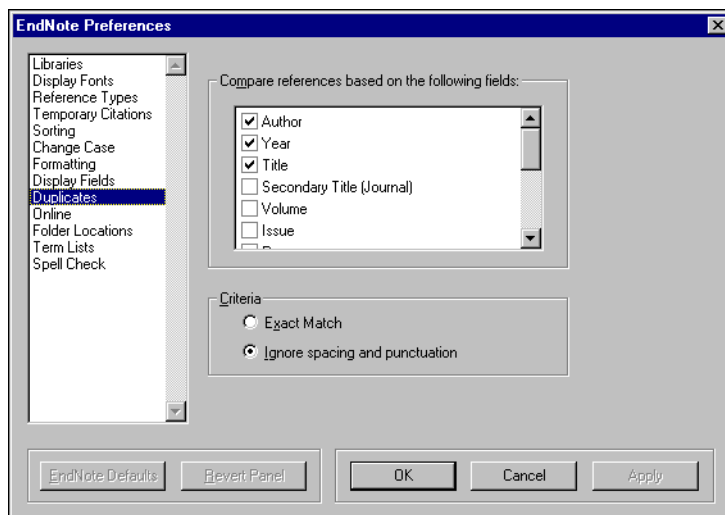 EndNote Preferences
Libraries
Display Fonts
Reference Types
Temporary Citations
Sorting
Change Case
Formatting
Display Fields
Duplicates
Online
Folder Locations
Term Lists
Spell Check
Compare references based on the following fields:
Author
Year
Title
Secondary Title (Journal)
Volume
Issue
Criteria
Exact Match
Ignore spacing and punctuation
EndNote Defaults
Revert Panel
OK
Cancel
Apply